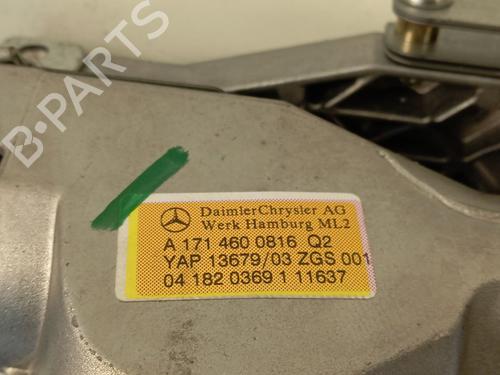 B-PARTS
DaimlerChrysler AG
Werk Hamburg ML2
A 171 460 0816 Q2
YAP 13679/03 ZGS 001
04 182 0369 1 11637